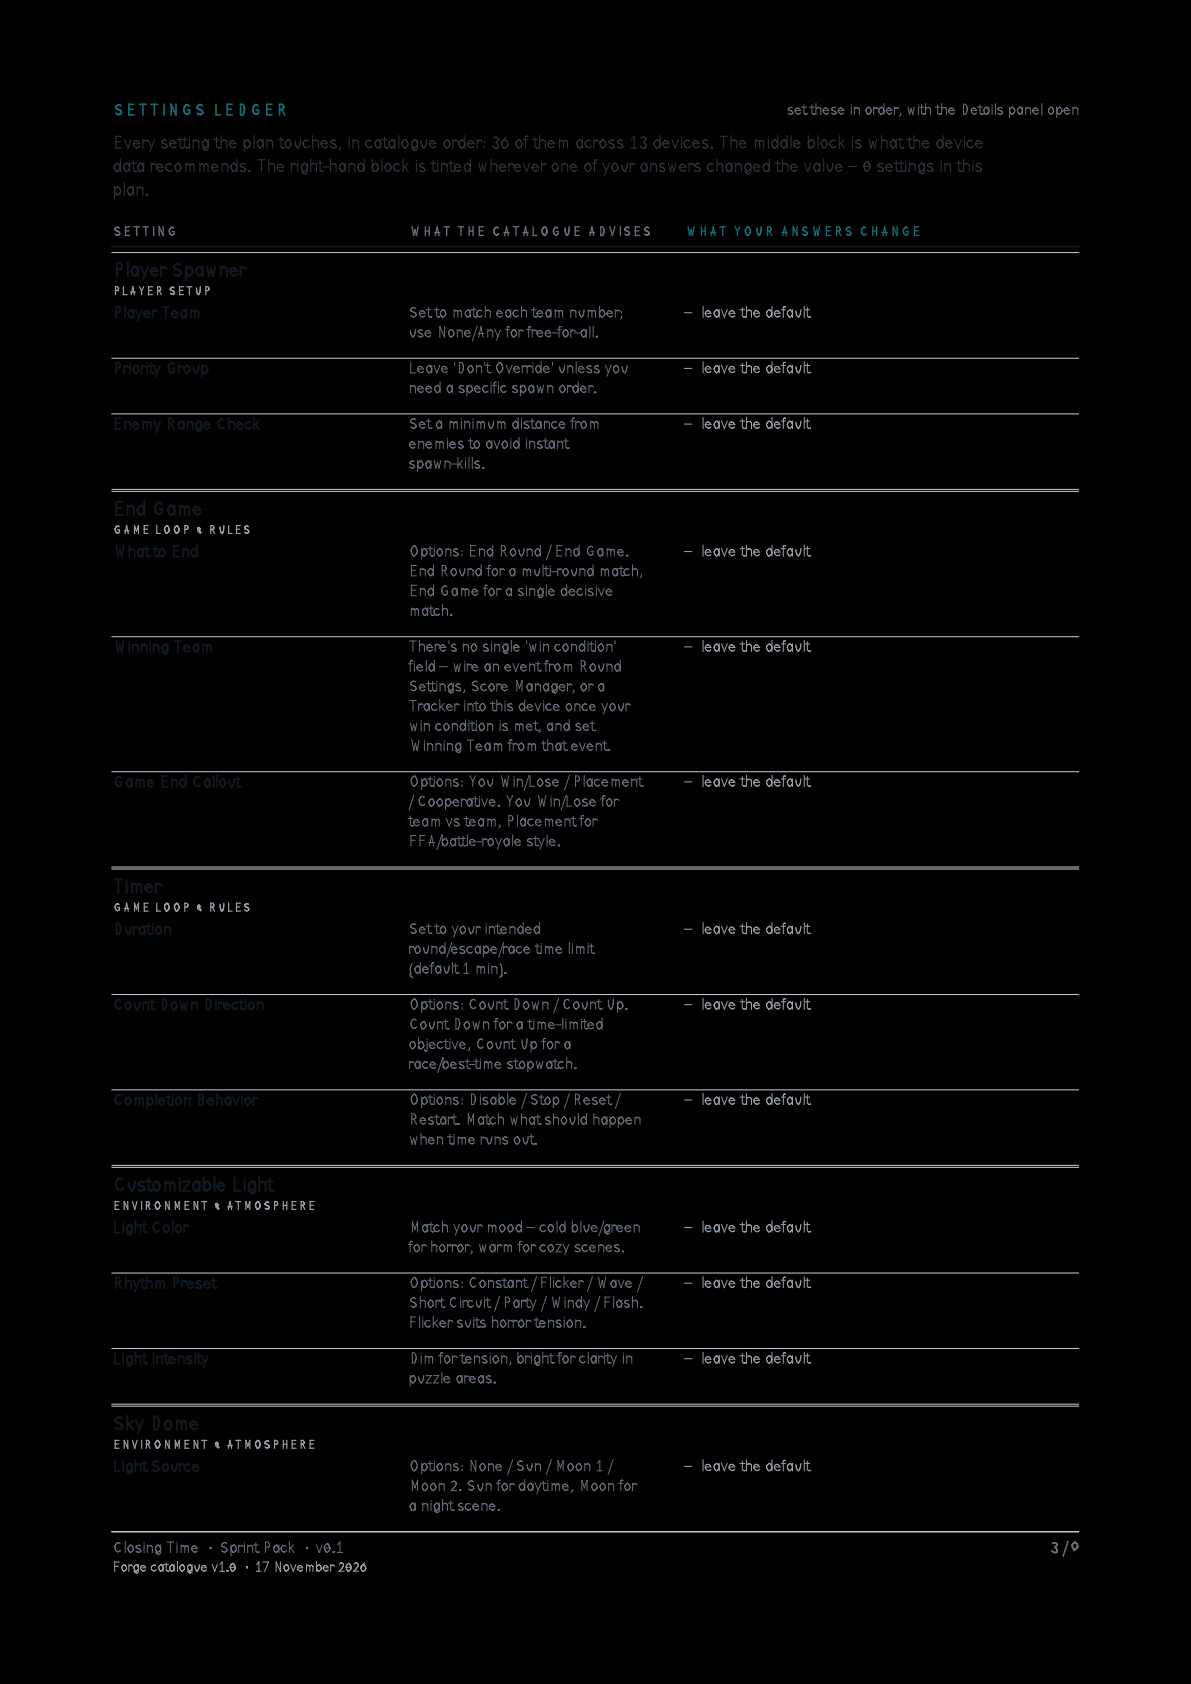 SETTINGS LEDGER
set these in order, with the Details panel open
Every setting the plan touches, in catalogue order: 36 of them across 13 devices. The middle block is what the device
data recommends. The right-hand block is tinted wherever one of your answers changed the value – 0 settings in this
plan.
SETTING WHAT THE CATALOGUE ADVISES WHAT YOUR ANSWERS CHANGE
Player Spawner
PLAYER SETUP
Player Team
Set to match each team number;
use None/Any for free-for-all.
– leave the default
Priority Group
Leave 'Don't Override' unless you
need a specific spawn order.
– leave the default
Enemy Range Check
Set a minimum distance from
enemies to avoid instant
spawn-kills.
– leave the default
End Game
GAME LOOP & RULES
What to End
Options: End Round / End Game.
End Round for a multi-round match,
End Game for a single decisive
match.
– leave the default
Winning Team
There's no single 'win condition'
field – wire an event from Round
Settings, Score Manager, or a
Tracker into this device once your
win condition is met, and set
Winning Team from that event.
– leave the default
Game End Callout
Options: You Win/Lose / Placement
/ Cooperative. You Win/Lose for
team vs team, Placement for
FFA/battle-royale style.
– leave the default
Timer
GAME LOOP & RULES
Duration
Set to your intended
round/escape/race time limit
(default 1 min).
– leave the default
Count Down Direction
Options: Count Down / Count Up.
Count Down for a time-limited
objective, Count Up for a
race/best-time stopwatch.
– leave the default
Completion Behavior
Options: Disable / Stop / Reset /
Restart. Match what should happen
when time runs out.
– leave the default
Customizable Light
ENVIRONMENT & ATMOSPHERE
Light Color
Match your mood – cold blue/green
for horror, warm for cozy scenes.
– leave the default
Rhythm Preset
Options: Constant / Flicker / Wave /
Short Circuit / Party / Windy / Flash.
Flicker suits horror tension.
– leave the default
Light Intensity
Dim for tension, bright for clarity in
puzzle areas.
– leave the default
Sky Dome
ENVIRONMENT & ATMOSPHERE
Light Source
Options: None / Sun / Moon 1 /
Moon 2. Sun for daytime, Moon for
a night scene.
– leave the default
Closing Time · Sprint Pack · v0.1
3 / 9
Forge catalogue v1.0 · 17 November 2026